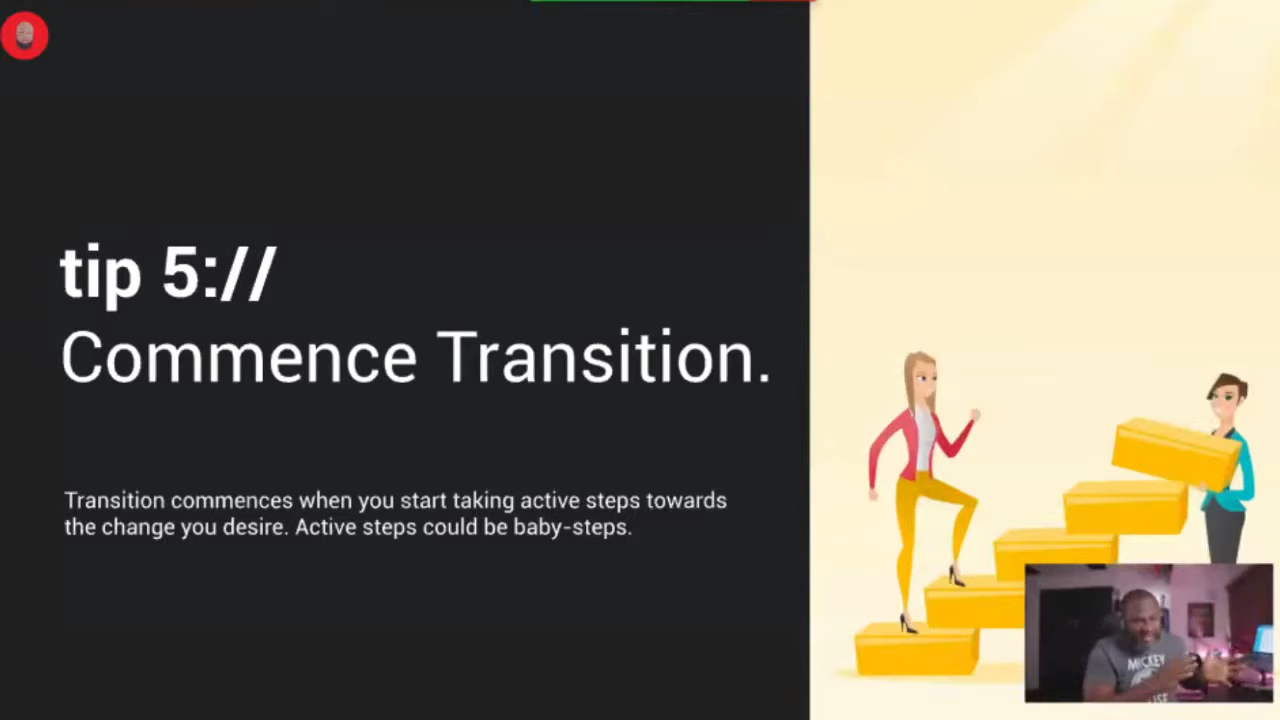 tip 5://
Commence Transition.
Transition commences when you start taking active steps towards
the change you desire. Active steps could be baby-steps.
MICKEY